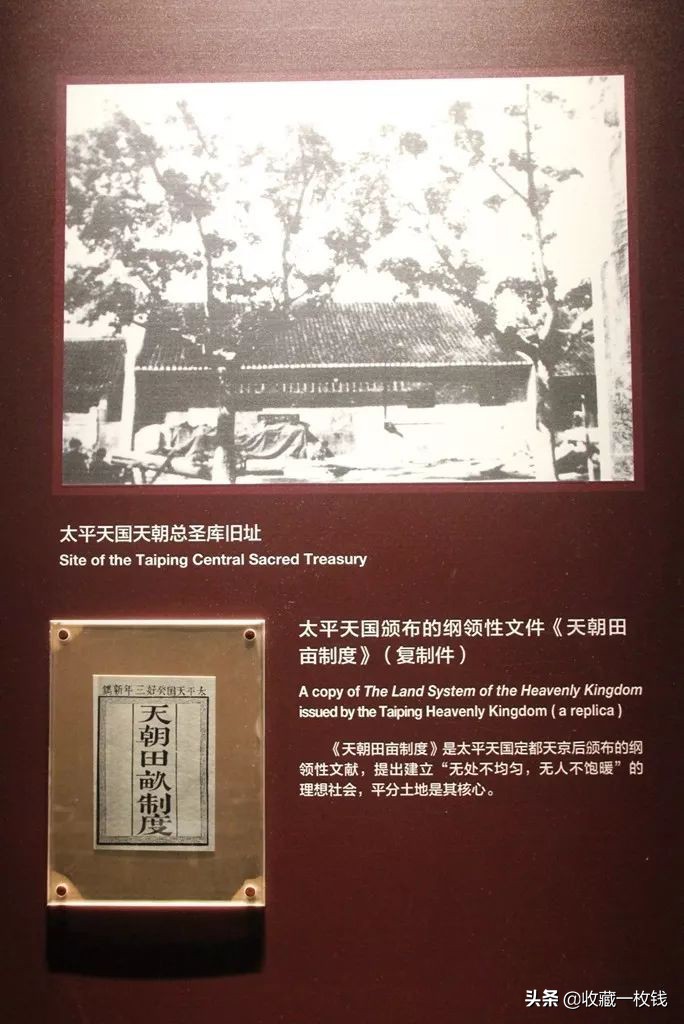 太平天国天朝总圣库旧址
Site of the Taiping Central Sacred Treasury
太平天国颁布的纲领性文件《天朝田
亩制度》（复制件）
A copy of The Land System of the Heavenly Kingdom
issued by the Taiping Heavenly Kingdom ( a replica )
《天朝田亩制度》是太平天国定都天京后颁布的纲
领性文献，提出建立“无处不均匀，无人不饱暖”的
理想社会，平分土地是其核心。
太平天囯癸好三年新鐫
天朝田畝制度
头条 @收藏一枚钱